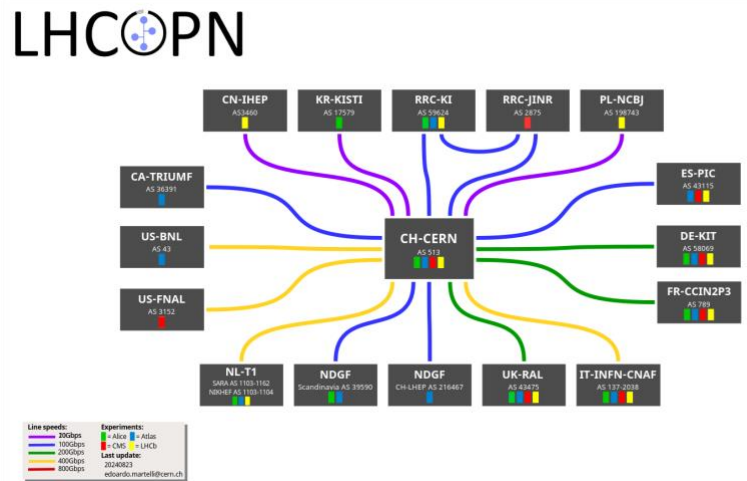 LHCOPN
CN-IHEP
AS3460
KR-KISTI
AS 17579
RRC-KI
AS 59624
RRC-JINR
AS 2875
PL-NCBJ
AS 198743
CA-TRIUMF
AS 36391
ES-PIC
AS 43115
US-BNL
AS 43
CH-CERN
AS 513
DE-KIT
AS 58069
US-FNAL
AS 3152
FR-CCIN2P3
AS 789
NL-T1
SARA AS 1103-1162
NIKHEF AS 1103-1104
NDGF
Scandinavia AS 39590
NDGF
CH-LHEP AS 216467
UK-RAL
AS 43475
IT-INFN-CNAF
AS 137-2038
Line speeds:
20Gbps
100Gbps
200Gbps
400Gbps
800Gbps
Experiments:
= Alice = Atlas
= CMS = LHCb
Last update:
20240823
edoardo.martelli@cern.ch